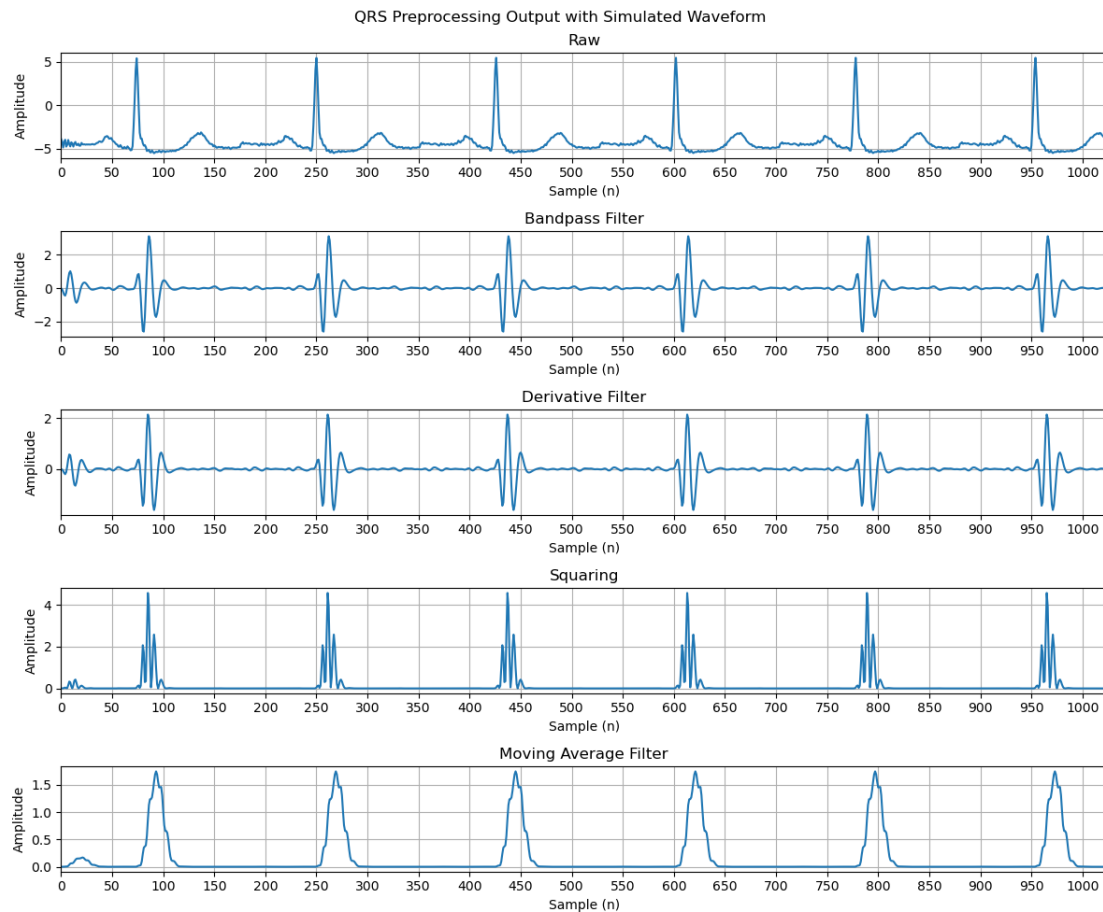 QRS Preprocessing Output with Simulated Waveform
Raw
Amplitude
5
0
−5
0 50 100 150 200 250 300 350 400 450 500 550 600 650 700 750 800 850 900 950 1000
Sample (n)
Bandpass Filter
Amplitude
2
0
−2
0 50 100 150 200 250 300 350 400 450 500 550 600 650 700 750 800 850 900 950 1000
Sample (n)
Derivative Filter
Amplitude
2
0
0 50 100 150 200 250 300 350 400 450 500 550 600 650 700 750 800 850 900 950 1000
Sample (n)
Squaring
Amplitude
4
2
0
0 50 100 150 200 250 300 350 400 450 500 550 600 650 700 750 800 850 900 950 1000
Sample (n)
Moving Average Filter
Amplitude
1.5
1.0
0.5
0.0
0 50 100 150 200 250 300 350 400 450 500 550 600 650 700 750 800 850 900 950 1000
Sample (n)